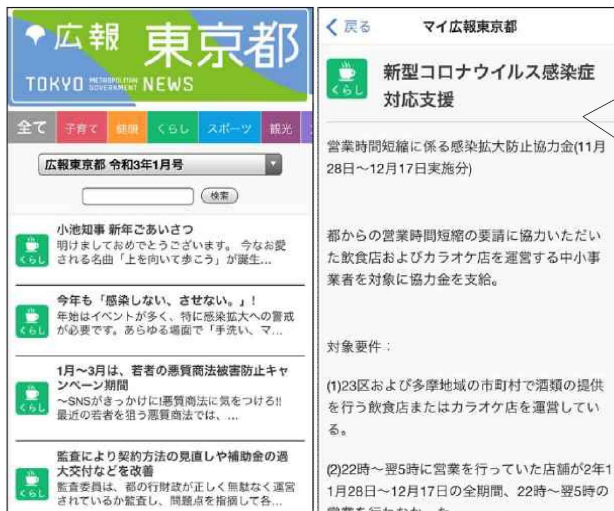 広報 東京都
TOKYO METROPOLITAN GOVERNMENT NEWS
全て 子育て 健康 くらし スポーツ 観光
広報東京都 令和3年1月号
検索
くらし
小池知事 新年ごあいさつ
明けましておめでとうございます。 今なお愛
される名曲「上を向いて歩こう」が誕生...
くらし
今年も「感染しない、させない。」!
年始はイベントが多く、特に感染拡大への警戒
が必要です。あらゆる場面で「手洗い、マ...
くらし
1月~3月は、若者の悪質商法被害防止キャ
ンペーン期間
~SNSがきっかけに!悪質商法に気をつける!!
最近の若者を狙う悪質商法では、...
くらし
監査により契約方法の見直しや補助金の過
大交付などを改善
監査委員は、都の行財政が正しく無駄なく運営
されているか監査し、問題点を指摘して各...
戻る マイ広報東京都
くらし
新型コロナウイルス感染症
対応支援
営業時間短縮に係る感染拡大防止協力金(11月
28日~12月17日実施分)
都からの営業時間短縮の要請に協力いただい
た飲食店およびカラオケ店を運営する中小事
業者を対象に協力金を支給。
対象要件：
(1)23区および多摩地域の市町村で酒類の提供
を行う飲食店またはカラオケ店を運営してい
る。
(2)22時~翌5時に営業を行っていた店舗が2年1
1月28日~12月17日の全期間、22時~翌5時の